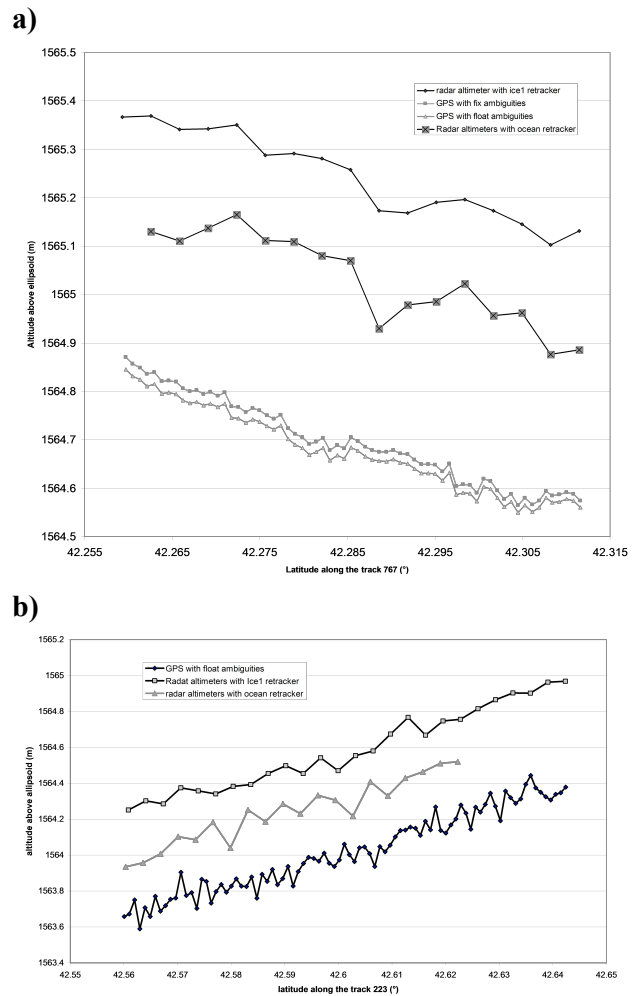 a)
1565.5
1565.4
1565.3
1565.2
1565.1
1565
1564.9
1564.8
1564.7
1564.6
1564.5
Altitude above ellipsoid (m)
radar altimeter with ice1 retracker
GPS with fix ambiguities
GPS with float ambiguities
Radar altimeters with ocean retracker
42.255 42.265 42.275 42.285 42.295 42.305 42.315
Latitude along the track 767 (°)
b)
1565.2
1565
1564.8
1564.6
1564.4
1564.2
1564
1563.8
1563.6
1563.4
altitude above allipsoid (m)
GPS with float ambiguities
Radat altimeters with Ice1 retracker
radar altimeters with ocean retracker
42.55 42.56 42.57 42.58 42.59 42.6 42.61 42.62 42.63 42.64 42.65
latitude along the track 223 (°)